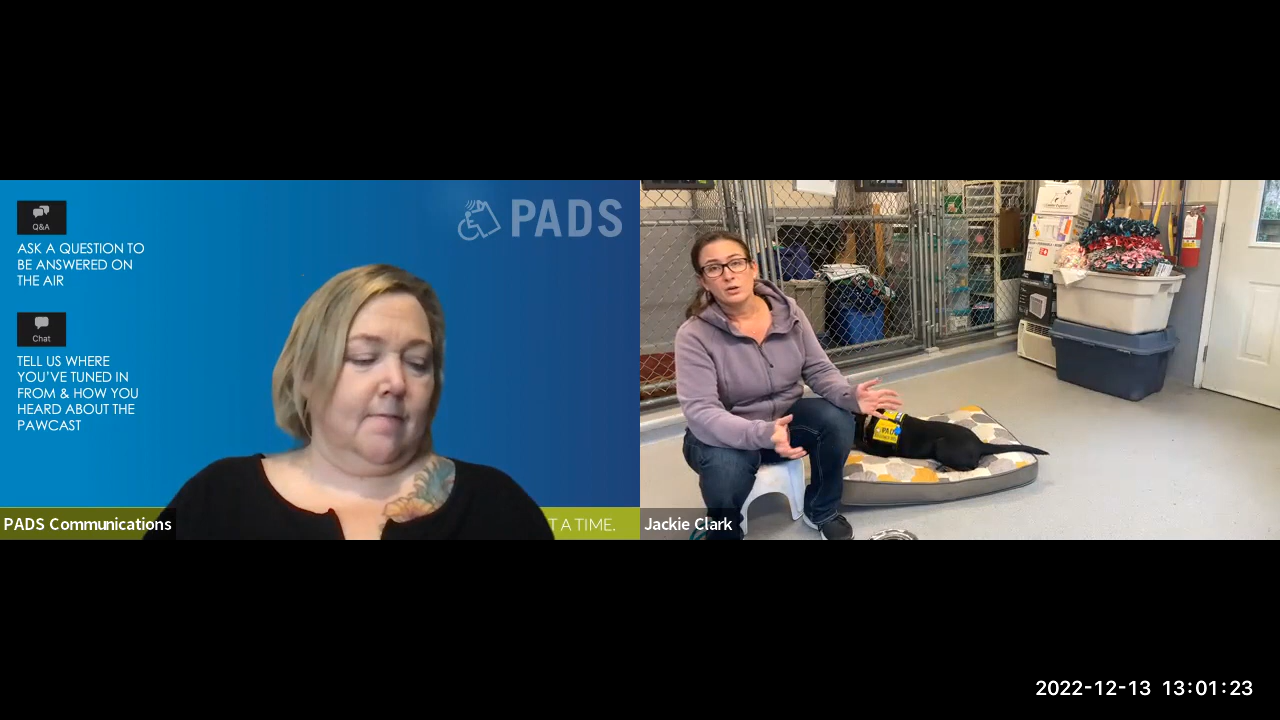 Q&A
ASK A QUESTION TO
BE ANSWERED ON
THE AIR
Chat
TELL US WHERE
YOU'VE TUNED IN
FROM & HOW YOU
HEARD ABOUT THE
PAWCAST
PADS
T A TIME.
PADS Communications
PADS
Jackie Clark
2022-12-13 13:01:23